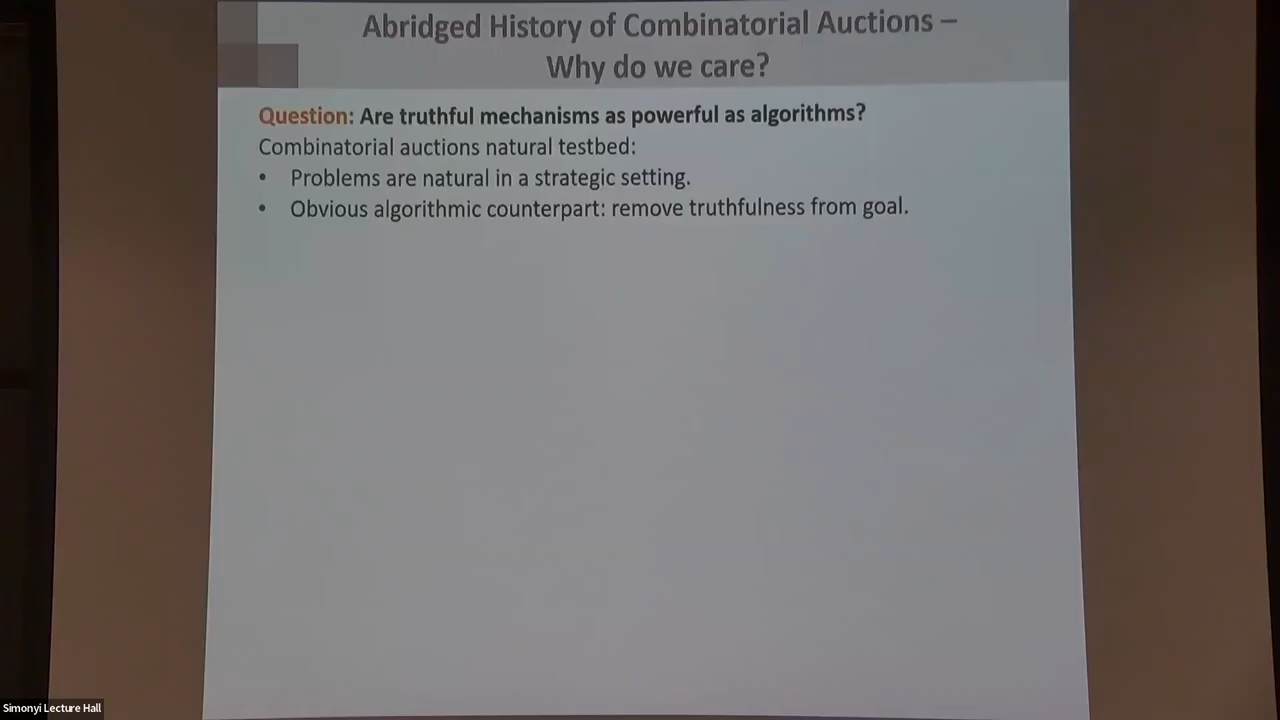 Abridged History of Combinatorial Auctions –
Why do we care?
Question: Are truthful mechanisms as powerful as algorithms?
Combinatorial auctions natural testbed:
• Problems are natural in a strategic setting.
• Obvious algorithmic counterpart: remove truthfulness from goal.
Simonyi Lecture Hall